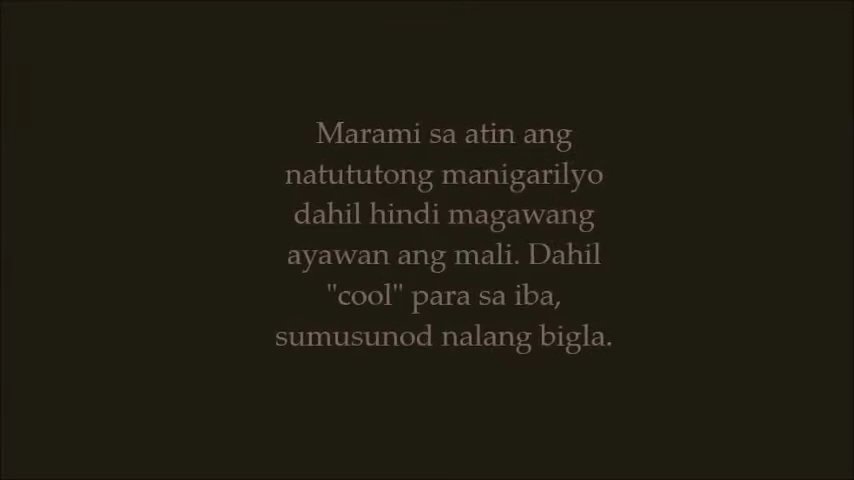 Marami sa atin ang
natututong manigarilyo
dahil hindi magawang
ayawan ang mali. Dahil
"cool" para sa iba,
sumusunod nalang bigla.